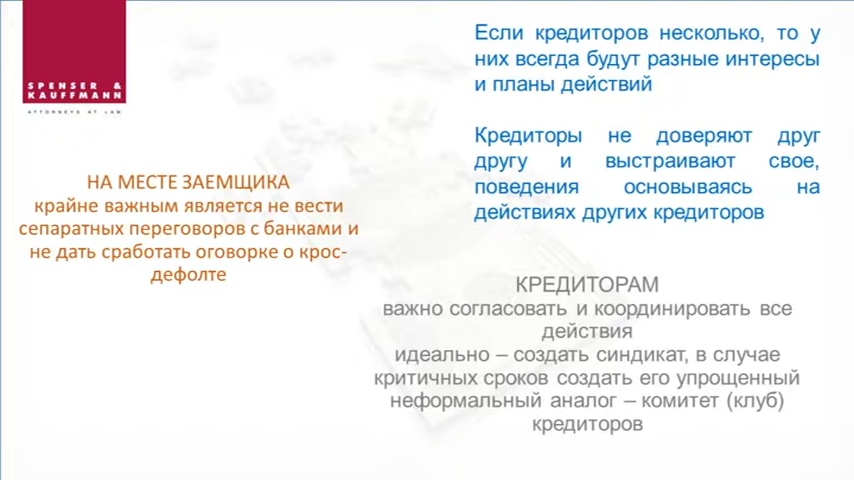 SPENSER &
KAUFFMANN
ATTORNEYS AT LAW
Если кредиторов несколько, то у
них всегда будут разные интересы
и планы действий
Кредиторы не доверяют друг
другу и выстраивают свое,
поведения основываясь на
действиях других кредиторов
НА МЕСТЕ ЗАЕМЩИКА
крайне важным является не вести
сепаратных переговоров с банками и
не дать сработать оговорке о крос-
дефолте
КРЕДИТОРАМ
важно согласовать и координировать все
действия
идеально – создать синдикат, в случае
критичных сроков создать его упрощенный
неформальный аналог – комитет (клуб)
кредиторов